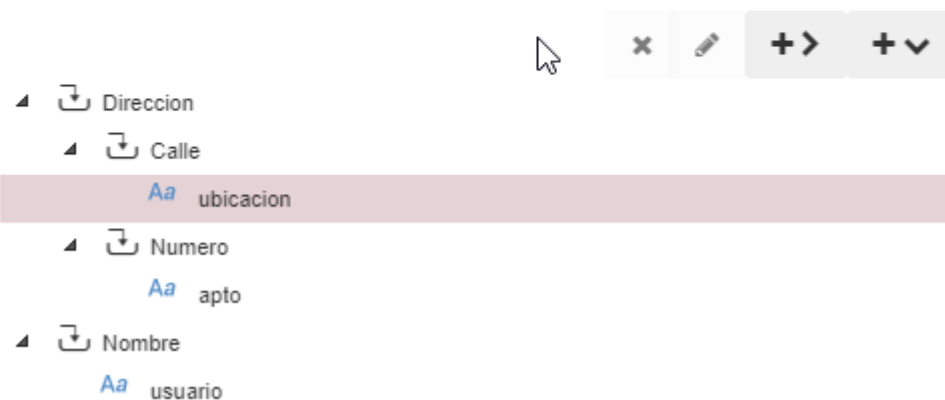 Direccion
Calle
Aa ubicacion
Numero
Aa apto
Nombre
Aa usuario